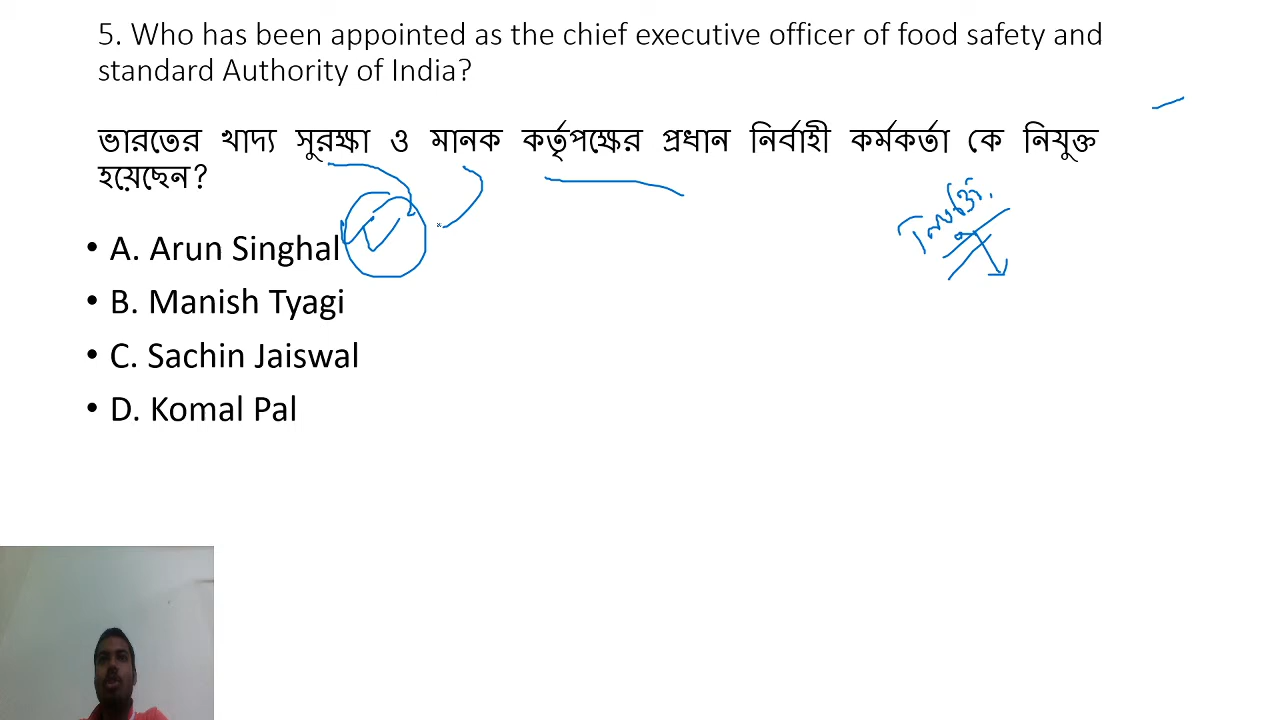 5. Who has been appointed as the chief executive officer of food safety and
standard Authority of India?
ভারতের খাদ্য সুরক্ষা ও মানক কর্তৃপক্ষের প্রধান নির্বাহী কর্মকর্তা কে নিযুক্ত
হয়েছেন?
• A. Arun Singhal
• B. Manish Tyagi
• C. Sachin Jaiswal
• D. Komal Pal